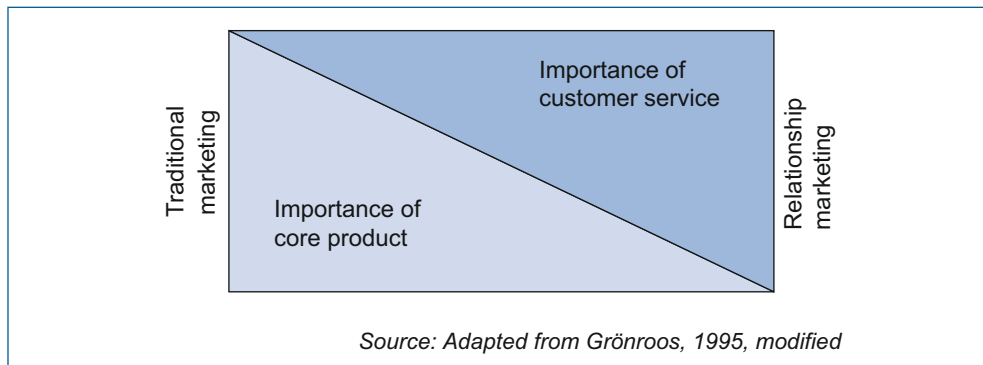 Traditional
marketing
Importance of
core product
Importance of
customer service
Relationship
marketing
Source: Adapted from Grönroos, 1995, modified